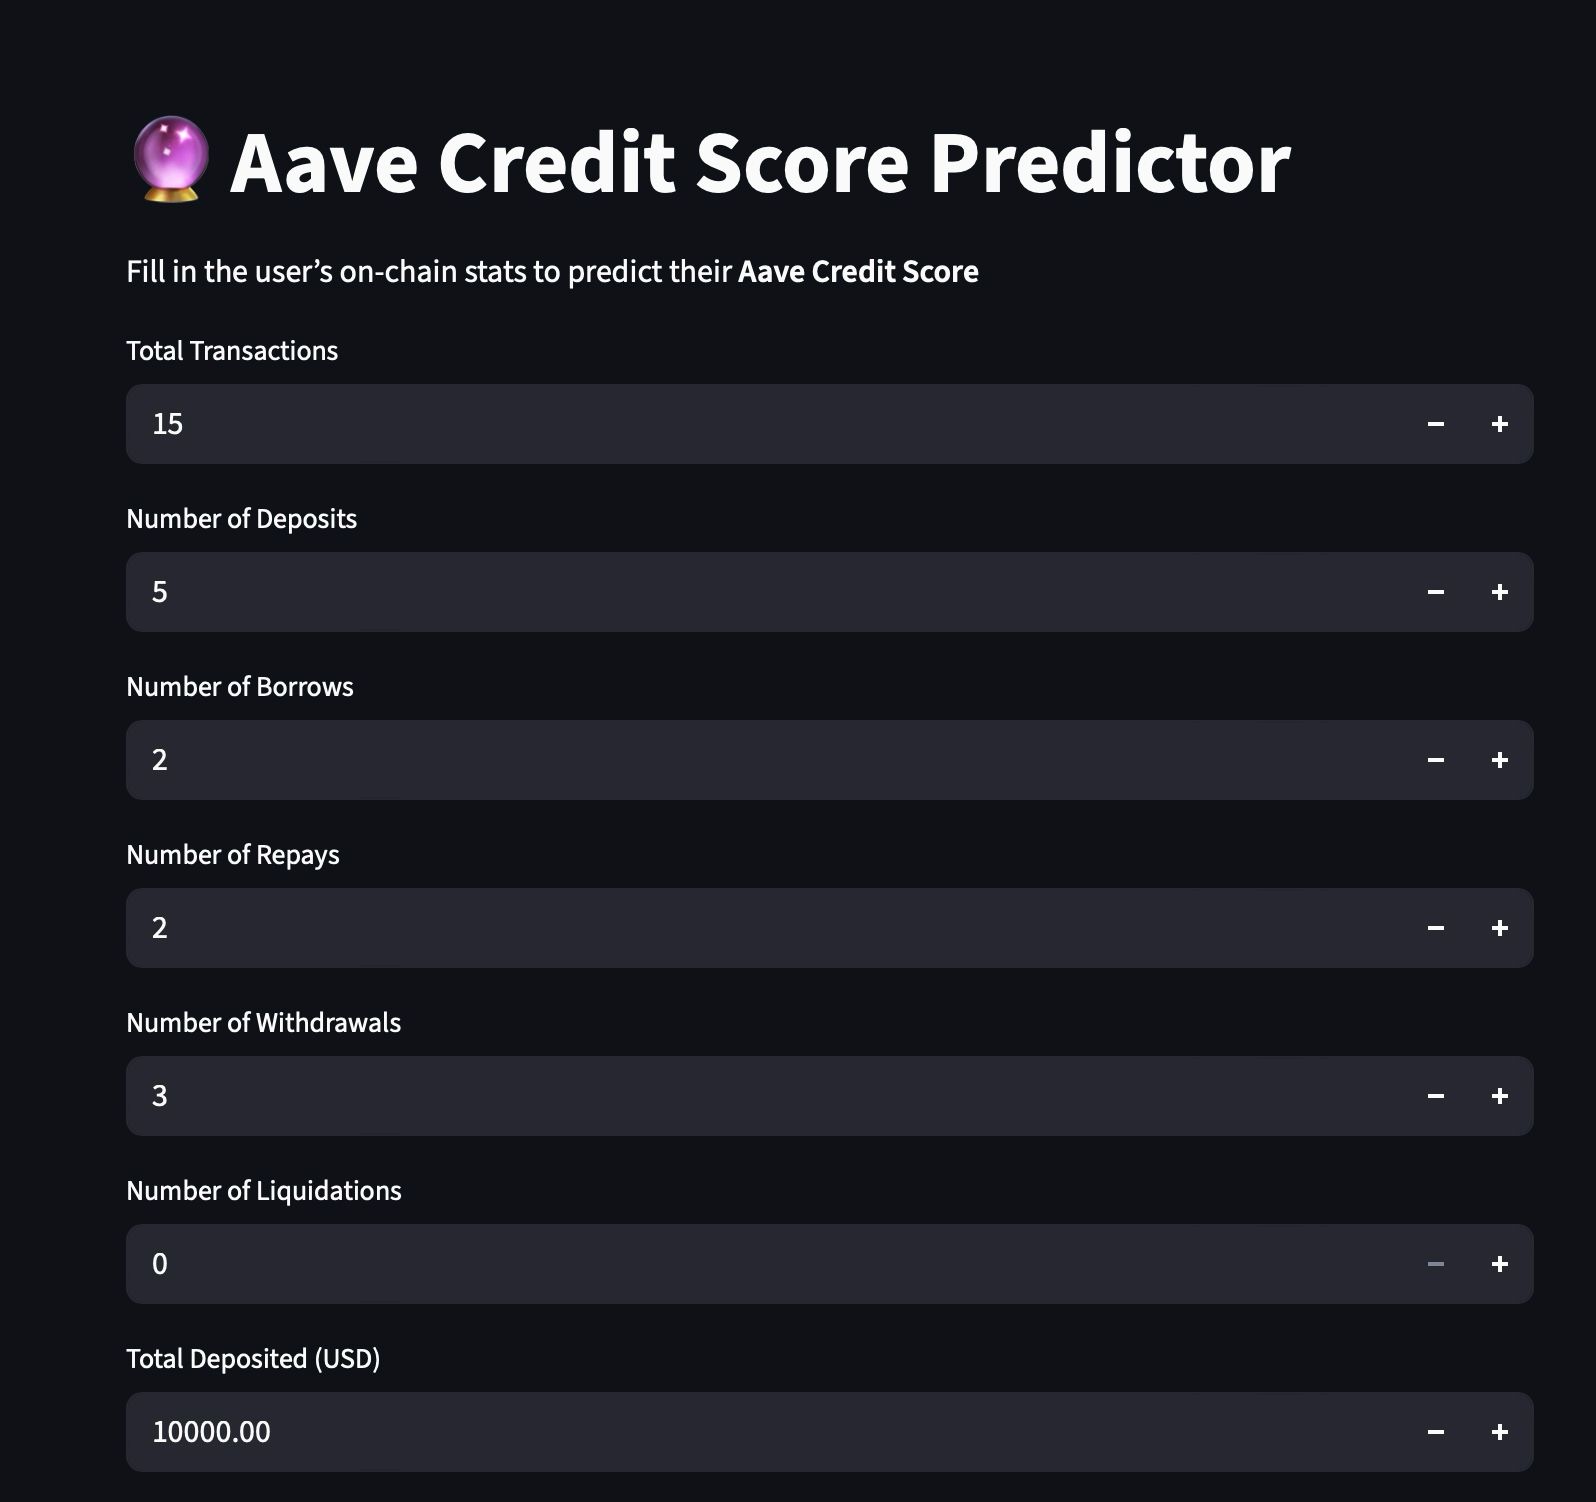 Aave Credit Score Predictor
Fill in the user’s on-chain stats to predict their Aave Credit Score
Total Transactions
15
Number of Deposits
5
Number of Borrows
2
Number of Repays
2
Number of Withdrawals
3
Number of Liquidations
0
Total Deposited (USD)
10000.00